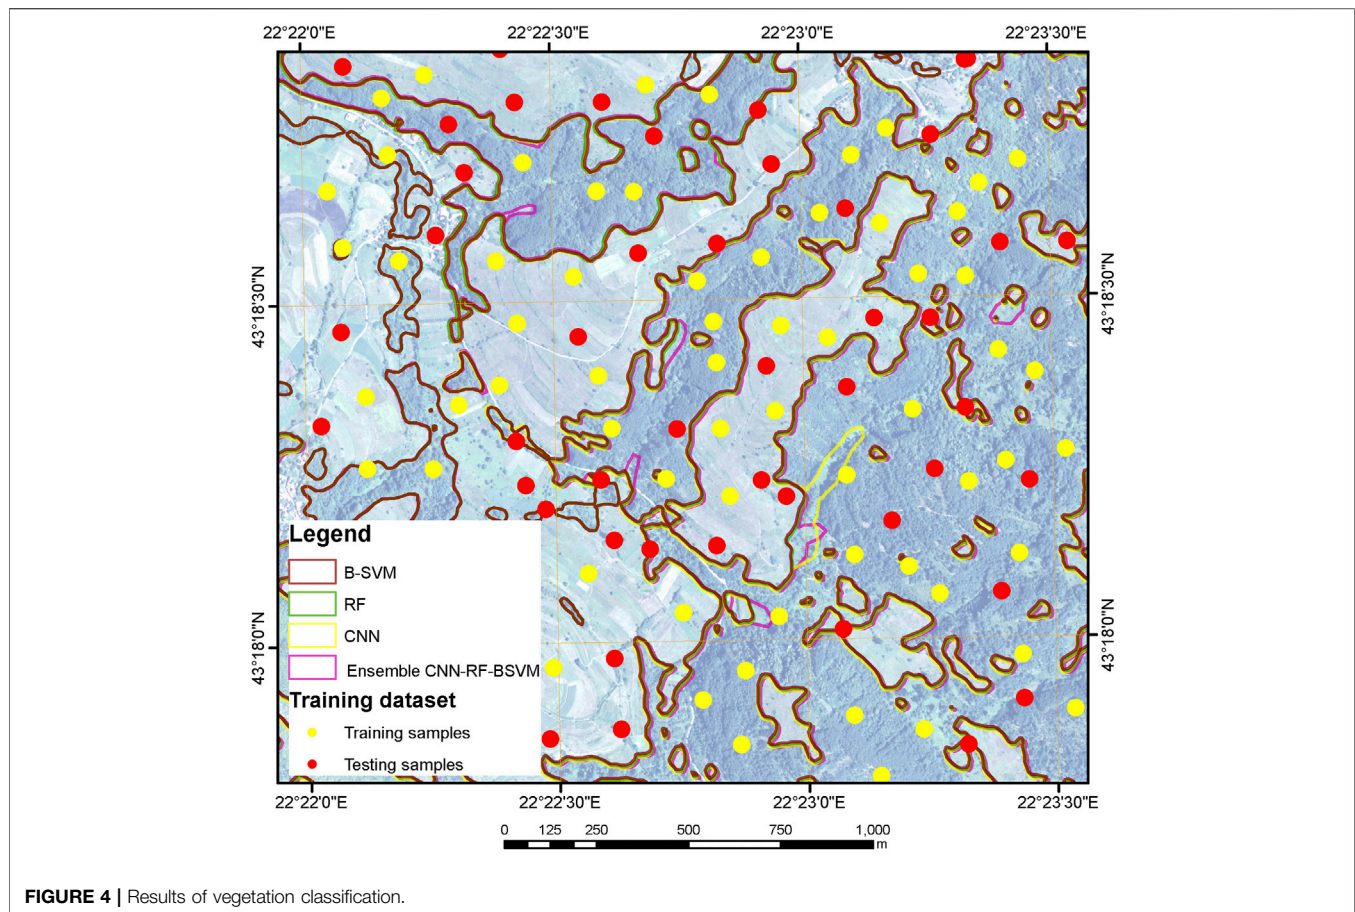 22°22'0"E 22°22'30"E 22°23'0"E 22°23'30"E
43°18'30"N
43°18'30"N
43°18'0"N
43°18'0"N
Legend
B-SVM
RF
CNN
Ensemble CNN-RF-BSVM
Training dataset
Training samples
Testing samples
22°22'0"E 22°22'30"E 22°23'0"E 22°23'30"E
0 125 250 500 750 1,000
m
FIGURE 4 | Results of vegetation classification.